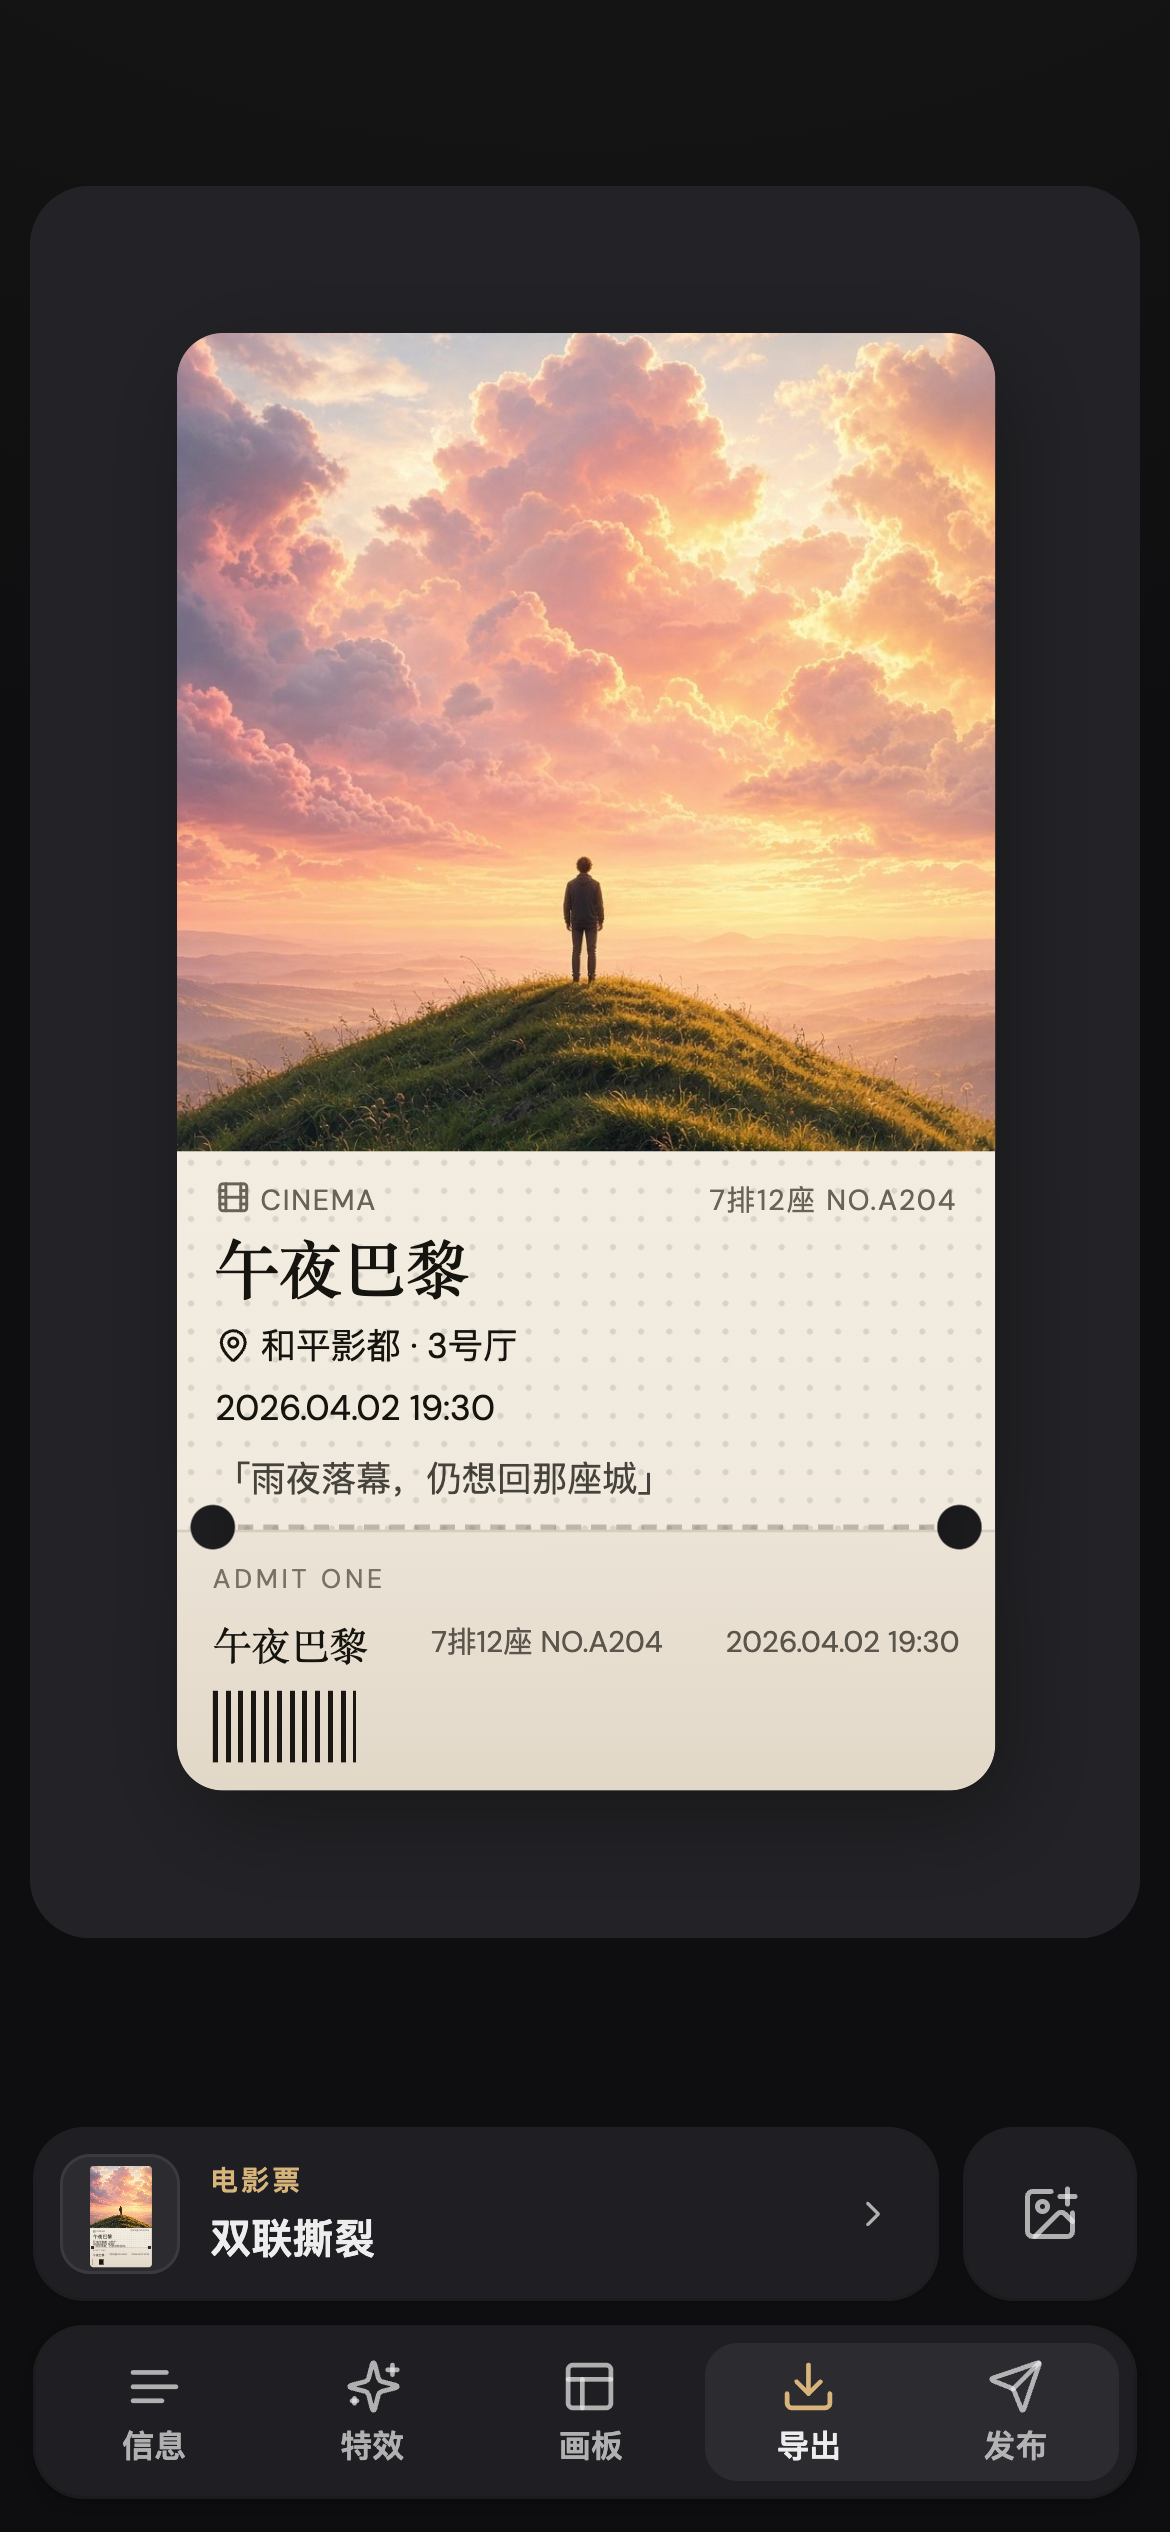 CINEMA
7排12座 NO.A204
午夜巴黎
和平影都 · 3号厅
2026.04.02 19:30
「雨夜落幕，仍想回那座城」
ADMIT ONE
午夜巴黎 7排12座 NO.A204 2026.04.02 19:30
电影票
双联撕裂
信息 特效 画板 导出 发布